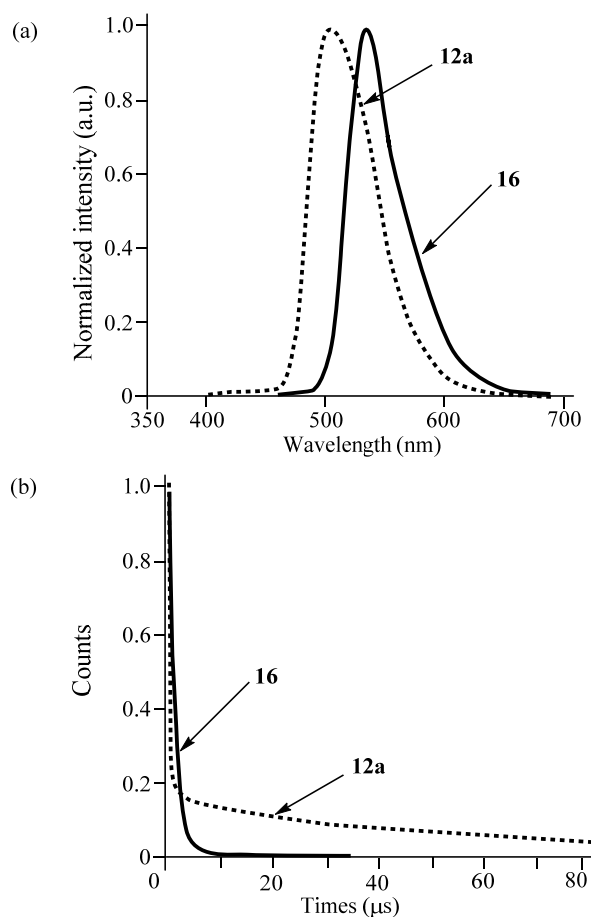 (a)
1.0
0.8
0.6
0.4
0.2
0
Normalized intensity (a.u.)
12a
16
350 400 500 600 700
Wavelength (nm)
(b)
1.0
0.8
0.6
0.4
0.2
0
Counts
16
12a
0 20 40 60 80
Times (μs)